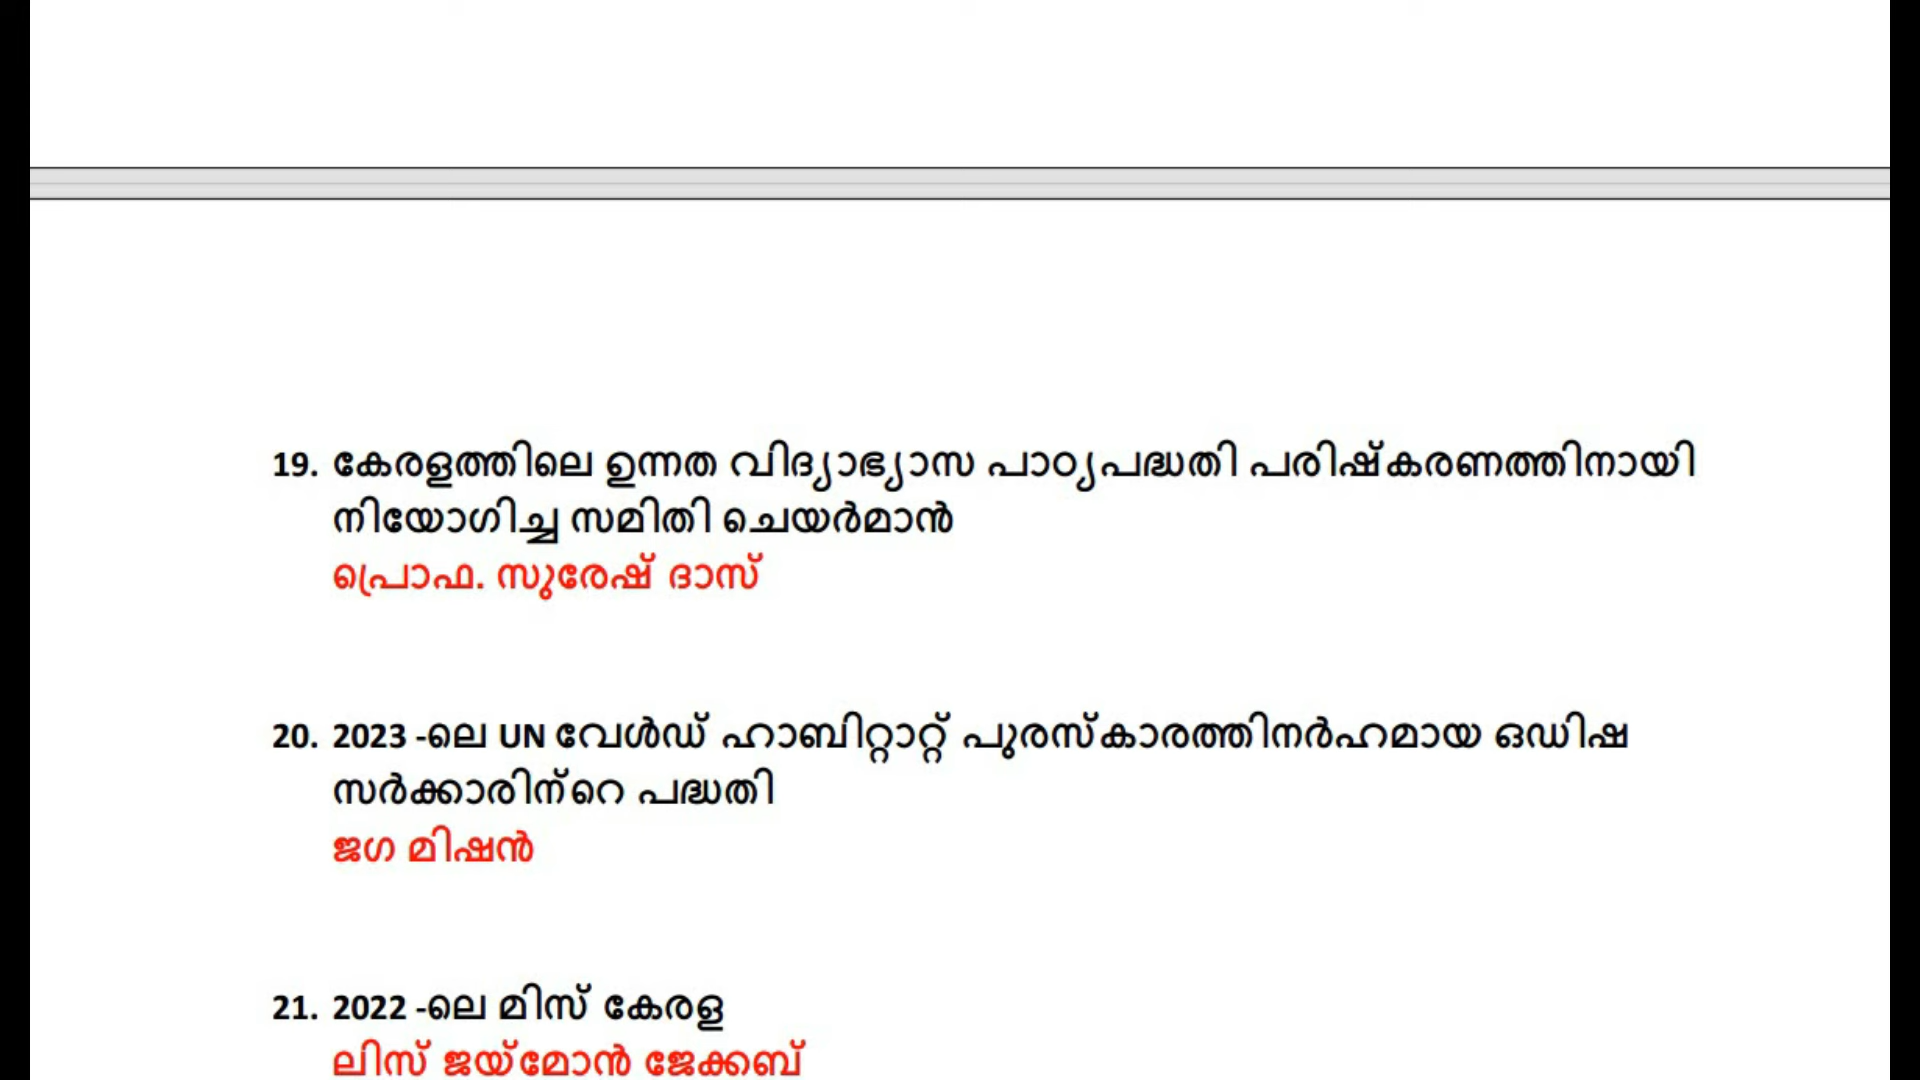 19. കേരളത്തിലെ ഉന്നത വിദ്യാഭ്യാസ പാഠ്യപദ്ധതി പരിഷ്കരണത്തിനായി
നിയോഗിച്ച സമിതി ചെയർമാൻ
പ്രൊഫ. സുരേഷ് ദാസ്
20. 2023 -ലെ UN വേൾഡ് ഹാബിറ്റാറ്റ് പുരസ്കാരത്തിനർഹമായ ഒഡിഷ
സർക്കാരിന്റെ പദ്ധതി
ജഗ മിഷൻ
21. 2022 -ലെ മിസ് കേരള
ലിസ് ജയ്മോൻ ജേക്കബ്